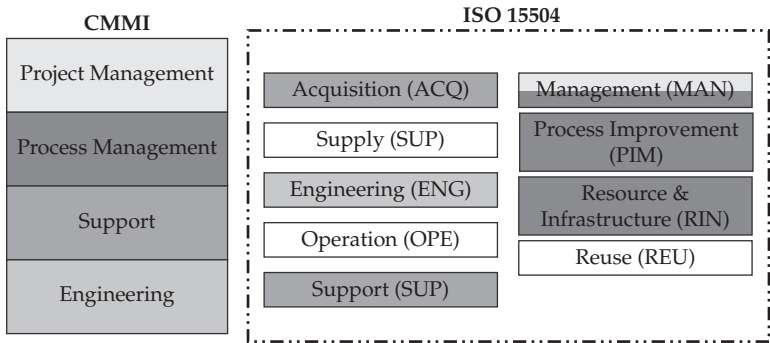 CMMI
Project Management
Process Management
Support
Engineering
ISO 15504
Acquisition (ACQ)
Supply (SUP)
Engineering (ENG)
Operation (OPE)
Support (SUP)
Management (MAN)
Process Improvement
(PIM)
Resource &
Infrastructure (RIN)
Reuse (REU)